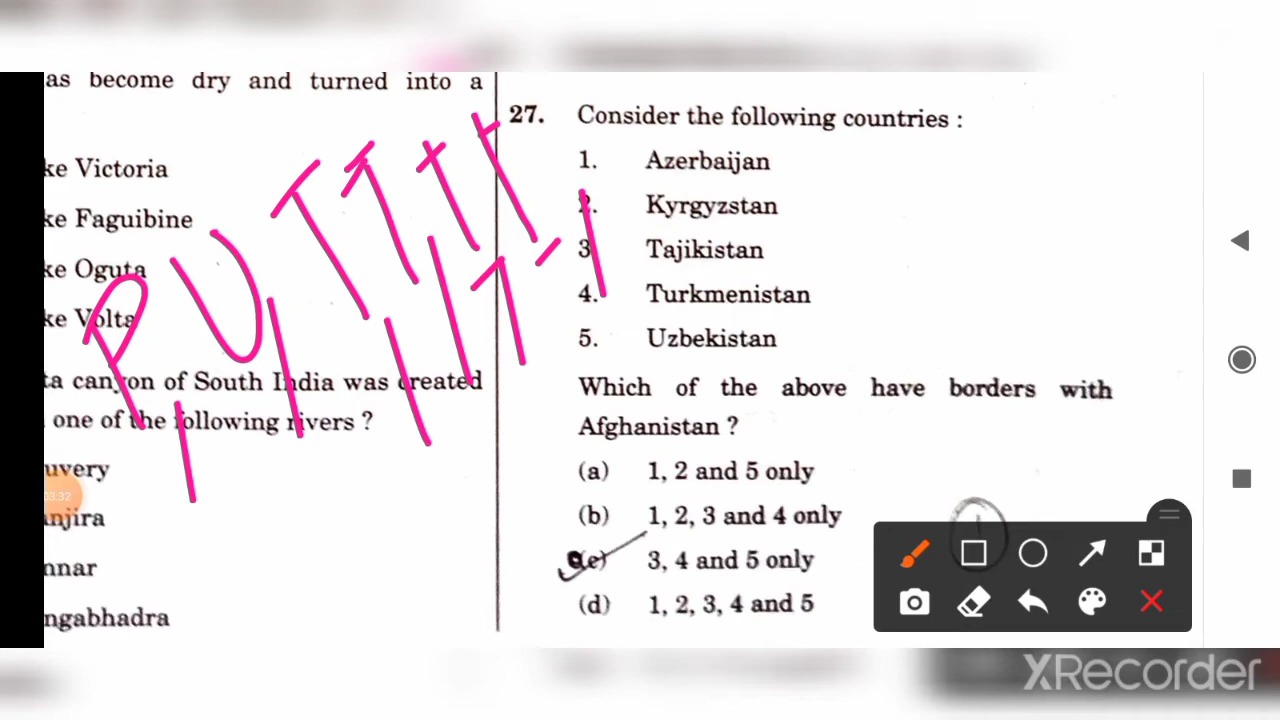 as become dry and turned into a
ke Victoria
ke Faguibine
ke Oguta
ke Volta
ta canyon of South India was created
one of the following rivers ?
uvery
njira
nnar
ngabhadra
03:32
27. Consider the following countries :
1. Azerbaijan
2. Kyrgyzstan
3 Tajikistan
4. Turkmenistan
5. Uzbekistan
Which of the above have borders with
Afghanistan ?
(a) 1, 2 and 5 only
(b) 1, 2, 3 and 4 only
(c) 3, 4 and 5 only
(d) 1, 2, 3, 4 and 5
XRecorder